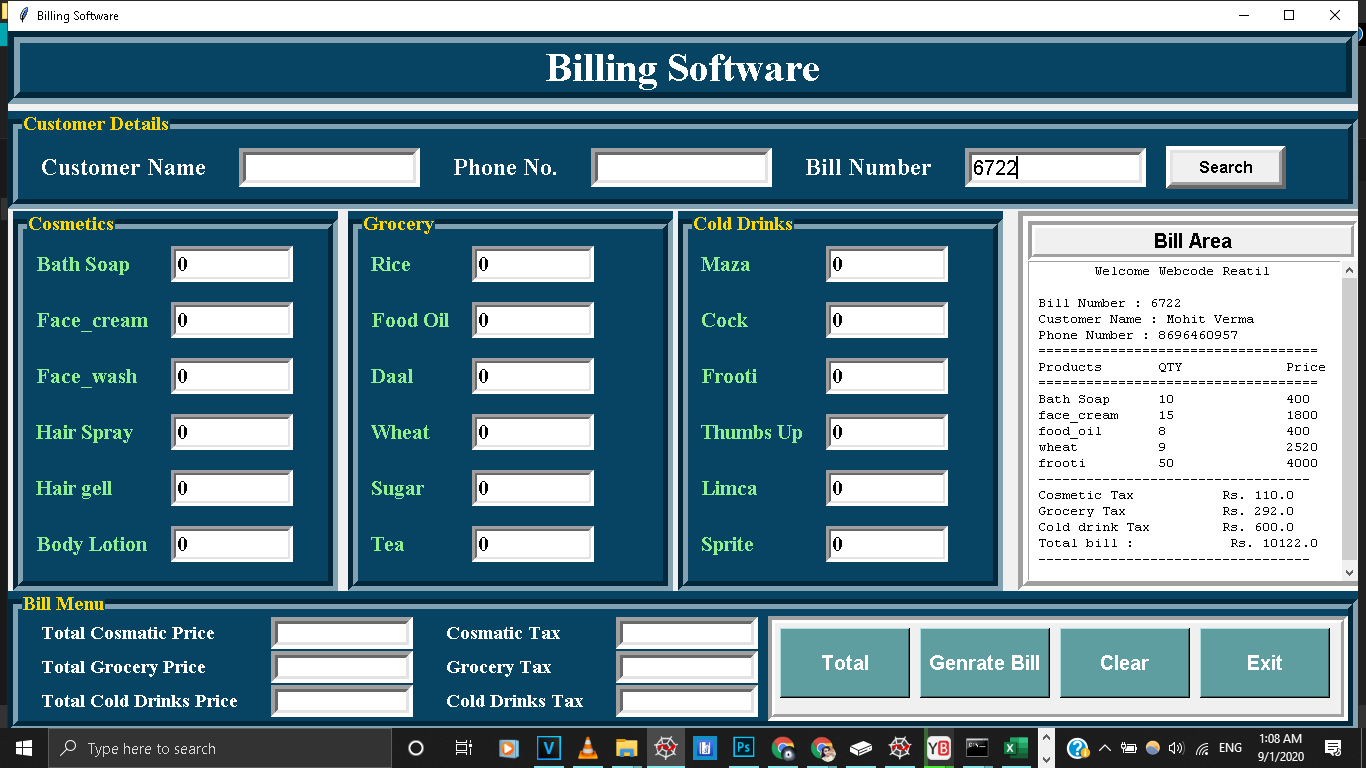 Billing Software
Billing Software
Customer Details
Customer Name Phone No. Bill Number 6722 Search
Cosmetics
Bath Soap 0
Face_cream 0
Face_wash 0
Hair Spray 0
Hair gell 0
Body Lotion 0
Grocery
Rice 0
Food Oil 0
Daal 0
Wheat 0
Sugar 0
Tea 0
Cold Drinks
Maza 0
Cock 0
Frooti 0
Thumbs Up 0
Limca 0
Sprite 0
Bill Area
Welcome Webcode Reatil
Bill Number : 6722
Customer Name : Mohit Verma
Phone Number : 8696460957
===================================
Products QTY Price
===================================
Bath Soap 10 400
face_cream 15 1800
food_oil 8 400
wheat 9 2520
frooti 50 4000
----------------------------------
Cosmetic Tax Rs. 110.0
Grocery Tax Rs. 292.0
Cold drink Tax Rs. 600.0
Total bill : Rs. 10122.0
----------------------------------
Bill Menu
Total Cosmatic Price Cosmatic Tax
Total Grocery Price Grocery Tax
Total Cold Drinks Price Cold Drinks Tax
Total Genrate Bill Clear Exit
Type here to search
V
Ps
YB
ENG
1:08 AM
9/1/2020